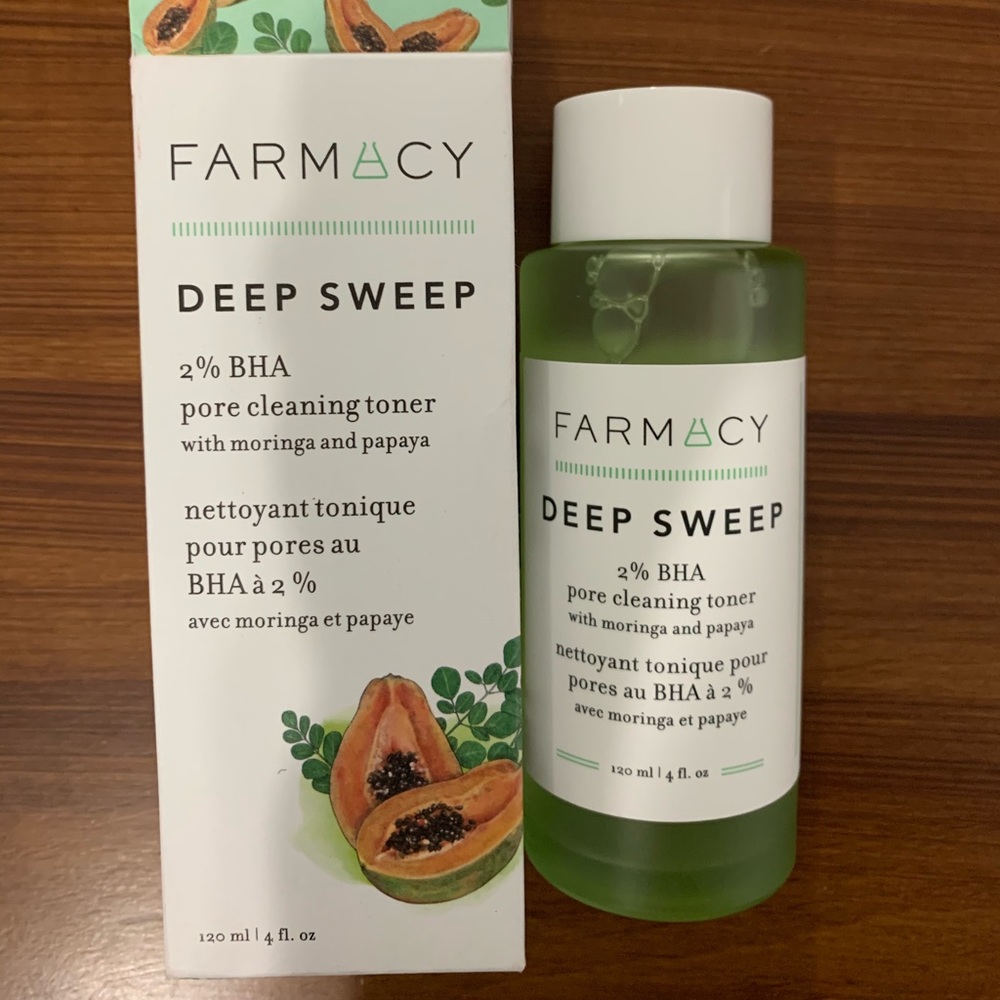 FARMACY
DEEP SWEEP
2% BHA
pore cleaning toner
with moringa and papaya
nettoyant tonique
pour pores au
BHA à 2 %
avec moringa et papaye
120 ml | 4 fl. oz
FARMACY
DEEP SWEEP
2% BHA
pore cleaning toner
with moringa and papaya
nettoyant tonique pour
pores au BHA à 2 %
avec moringa et papaye
120 ml | 4 fl. oz